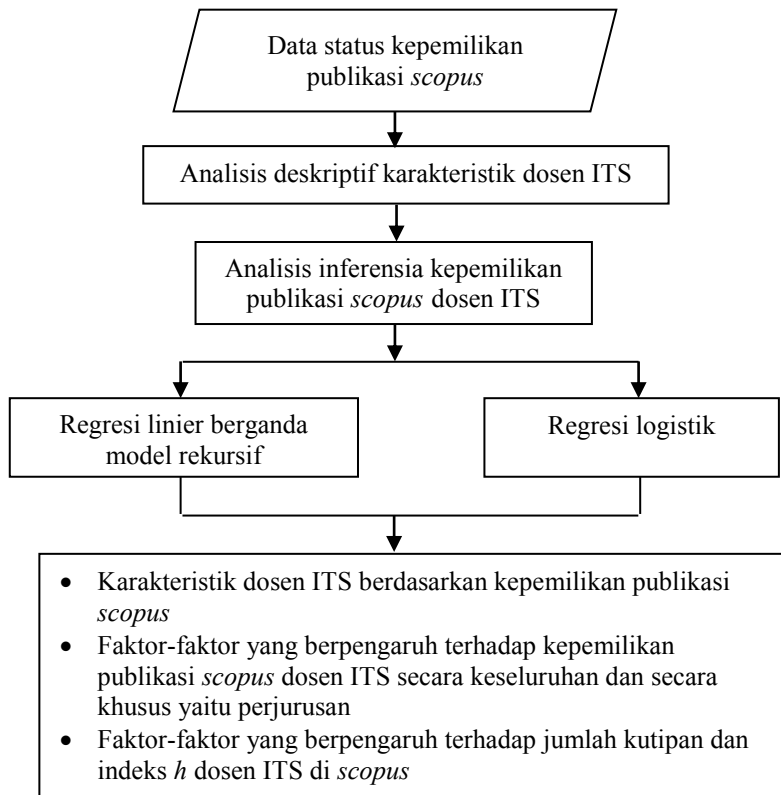 Data status kepemilikan
publikasi scopus
Analisis deskriptif karakteristik dosen ITS
Analisis inferensia kepemilikan
publikasi scopus dosen ITS
Regresi linier berganda
model rekursif
Regresi logistik
• Karakteristik dosen ITS berdasarkan kepemilikan publikasi
scopus
• Faktor-faktor yang berpengaruh terhadap kepemilikan
publikasi scopus dosen ITS secara keseluruhan dan secara
khusus yaitu perjurusan
• Faktor-faktor yang berpengaruh terhadap jumlah kutipan dan
indeks h dosen ITS di scopus